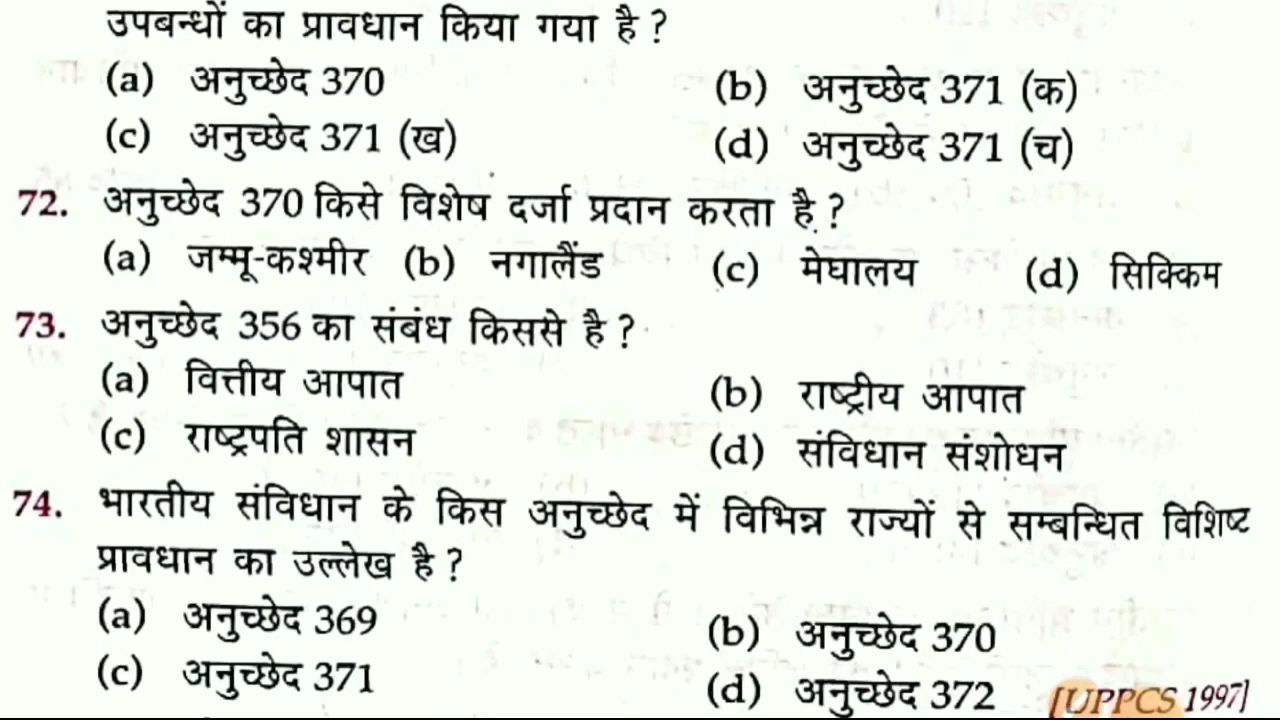 उपबन्धों का प्रावधान किया गया है ?
(a) अनुच्छेद 370 (b) अनुच्छेद 371 (क)
(c) अनुच्छेद 371 (ख) (d) अनुच्छेद 371 (च)
72. अनुच्छेद 370 किसे विशेष दर्जा प्रदान करता है ?
(a) जम्मू-कश्मीर (b) नगालैंड (c) मेघालय (d) सिक्किम
73. अनुच्छेद 356 का संबंध किससे है ?
(a) वित्तीय आपात (b) राष्ट्रीय आपात
(c) राष्ट्रपति शासन (d) संविधान संशोधन
74. भारतीय संविधान के किस अनुच्छेद में विभिन्न राज्यों से सम्बन्धित विशिष्ट
प्रावधान का उल्लेख है ?
(a) अनुच्छेद 369 (b) अनुच्छेद 370
(c) अनुच्छेद 371 (d) अनुच्छेद 372 [UPPCS 1997]